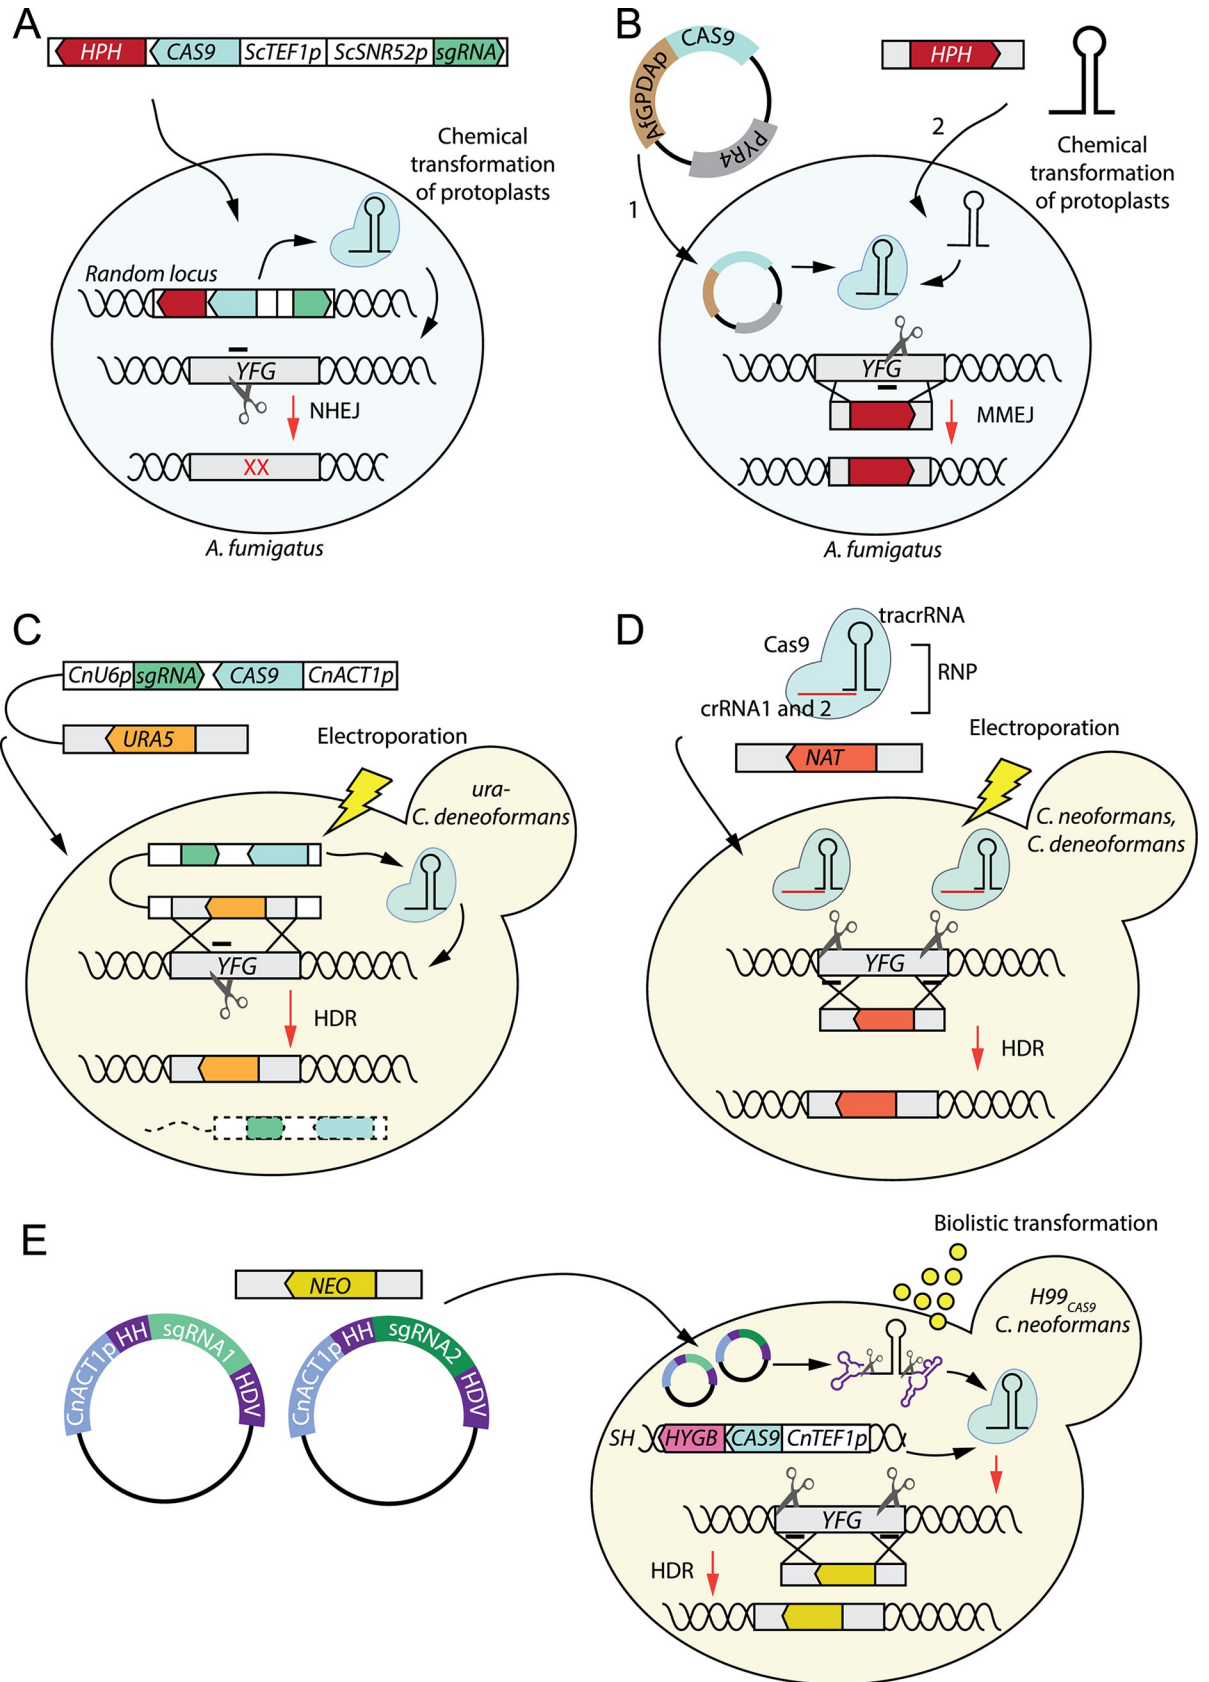 A
HPH CAS9 ScTEF1p ScSNR52p sgRNA
Chemical
transformation
of protoplasts
Random locus
YFG
NHEJ
XX
A. fumigatus
B
CAS9
AfGPDAp
PYR4
HPH
1
2
Chemical
transformation
of protoplasts
YFG
MMEJ
A. fumigatus
C
CnU6p sgRNA CAS9 CnACT1p
URA5
Electroporation
ura-
C. deneoformans
YFG
HDR
D
tracrRNA
Cas9
RNP
crRNA1 and 2
NAT
Electroporation
C. neoformans,
C. deneoformans
YFG
HDR
E
NEO
CnACT1p HH sgRNA1 HDV
CnACT1p HH sgRNA2 HDV
Biolistic transformation
H99CAS9
C. neoformans
SH HYGB CAS9 CnTEF1p
YFG
HDR